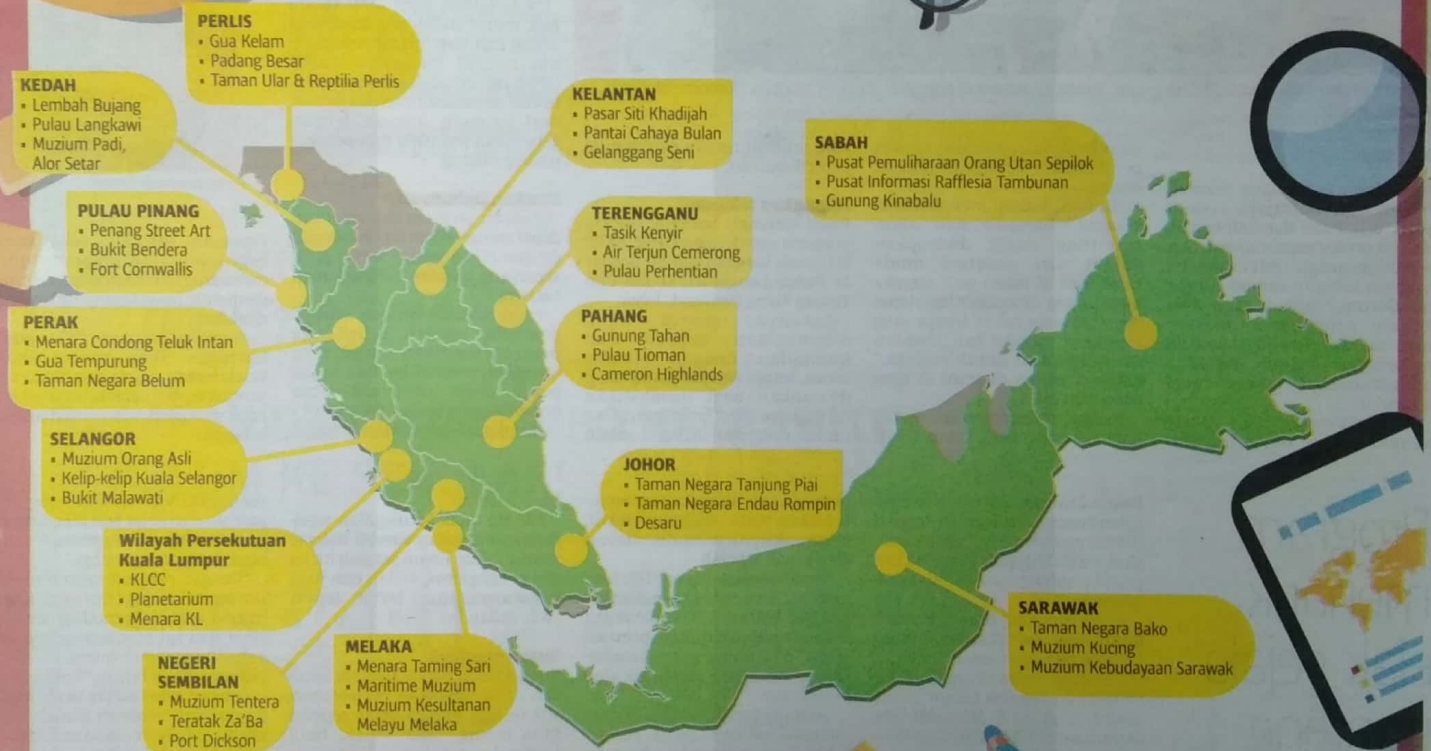 PERLIS
▪ Gua Kelam
▪ Padang Besar
▪ Taman Ular & Reptilia Perlis
KEDAH
▪ Lembah Bujang
▪ Pulau Langkawi
▪ Muzium Padi,
Alor Setar
KELANTAN
▪ Pasar Siti Khadijah
▪ Pantai Cahaya Bulan
▪ Gelanggang Seni
SABAH
▪ Pusat Pemuliharaan Orang Utan Sepilok
▪ Pusat Informasi Rafflesia Tambunan
▪ Gunung Kinabalu
PULAU PINANG
▪ Penang Street Art
▪ Bukit Bendera
▪ Fort Cornwallis
TERENGGANU
▪ Tasik Kenyir
▪ Air Terjun Cemerong
▪ Pulau Perhentian
PERAK
▪ Menara Condong Teluk Intan
▪ Gua Tempurung
▪ Taman Negara Belum
PAHANG
▪ Gunung Tahan
▪ Pulau Tioman
▪ Cameron Highlands
SELANGOR
▪ Muzium Orang Asli
▪ Kelip-kelip Kuala Selangor
▪ Bukit Malawati
JOHOR
▪ Taman Negara Tanjung Piai
▪ Taman Negara Endau Rompin
▪ Desaru
Wilayah Persekutuan
Kuala Lumpur
▪ KLCC
▪ Planetarium
▪ Menara KL
SARAWAK
▪ Taman Negara Bako
▪ Muzium Kucing
▪ Muzium Kebudayaan Sarawak
MELAKA
▪ Menara Taming Sari
▪ Maritime Muzium
▪ Muzium Kesultanan
Melayu Melaka
NEGERI
SEMBILAN
▪ Muzium Tentera
▪ Teratak Za'Ba
▪ Port Dickson